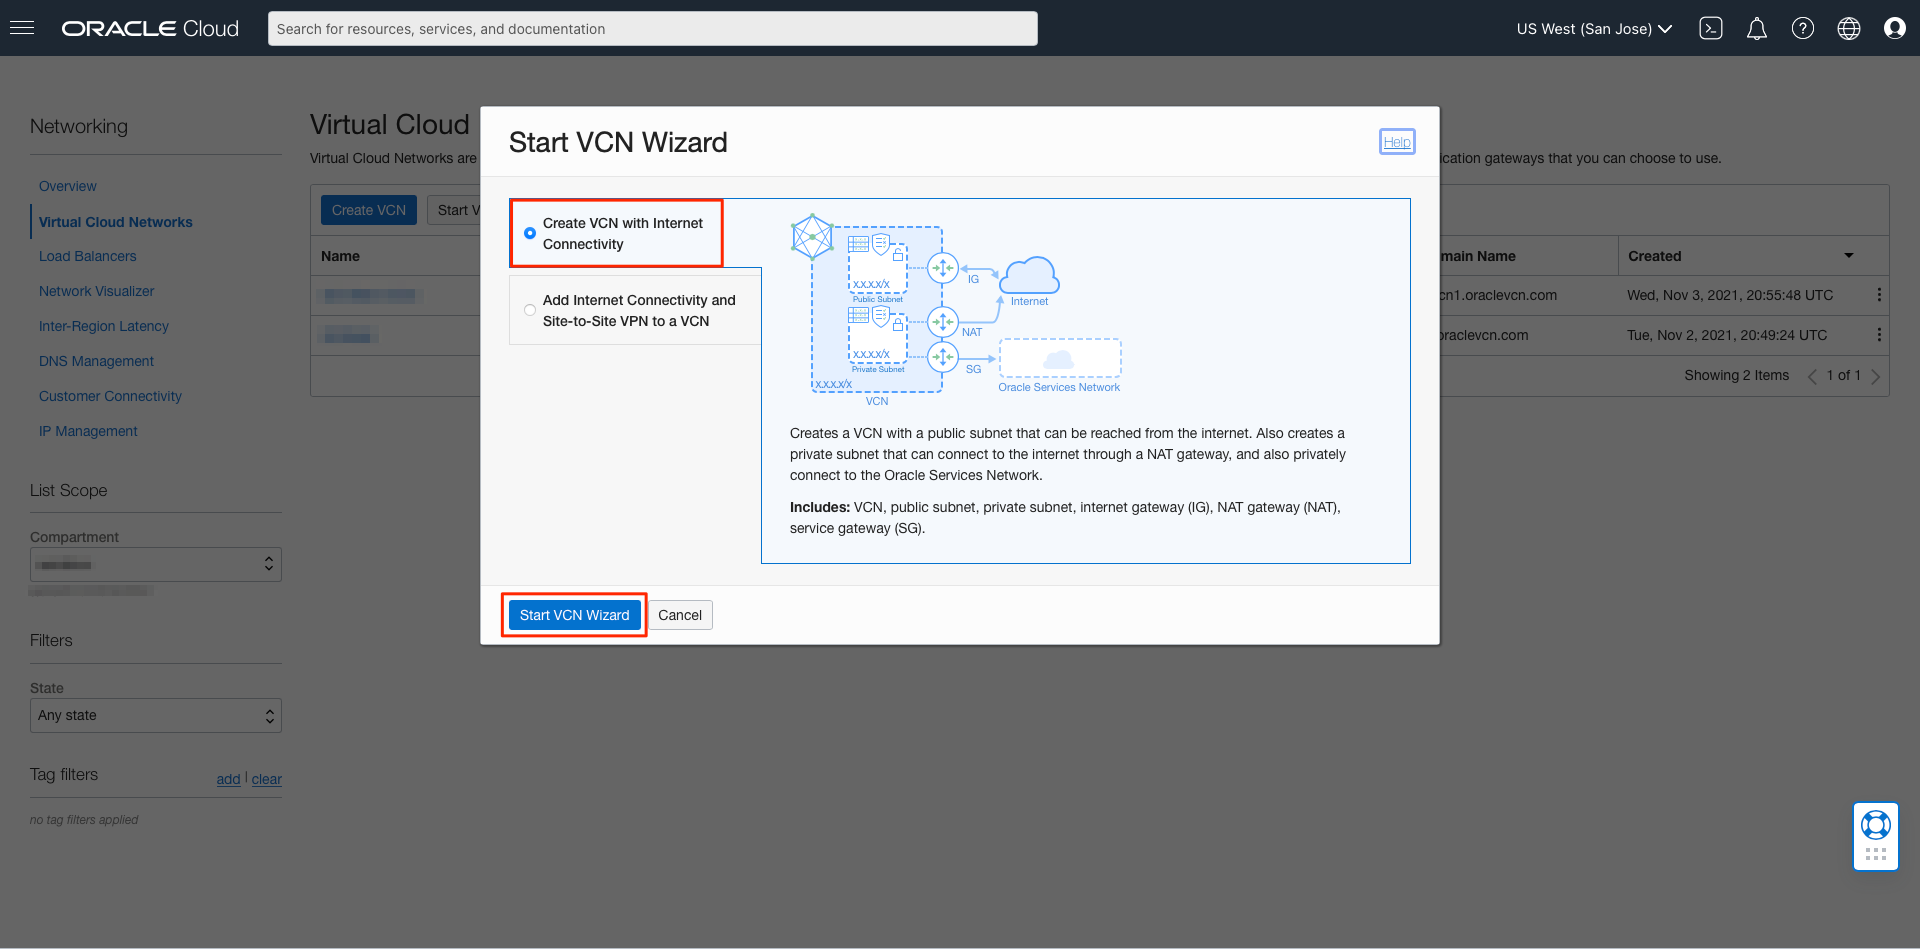 ORACLE Cloud
Search for resources, services, and documentation
US West (San Jose)
Networking
Overview
Virtual Cloud Networks
Load Balancers
Network Visualizer
Inter-Region Latency
DNS Management
Customer Connectivity
IP Management
List Scope
Compartment
Filters
State
Any state
Tag filters
add | clear
no tag filters applied
Virtual Cloud
Virtual Cloud Networks are
ication gateways that you can choose to use.
Create VCN
Start V
Name
main Name
Created
cn1.oraclevcn.com
Wed, Nov 3, 2021, 20:55:48 UTC
oraclevcn.com
Tue, Nov 2, 2021, 20:49:24 UTC
Showing 2 Items
1 of 1
Start VCN Wizard
Help
Create VCN with Internet
Connectivity
Add Internet Connectivity and
Site-to-Site VPN to a VCN
x.x.x.x/x
Public Subnet
IG
Internet
x.x.x.x/x
Private Subnet
NAT
SG
Oracle Services Network
x.x.x.x/x
VCN
Creates a VCN with a public subnet that can be reached from the internet. Also creates a
private subnet that can connect to the internet through a NAT gateway, and also privately
connect to the Oracle Services Network.
Includes: VCN, public subnet, private subnet, internet gateway (IG), NAT gateway (NAT),
service gateway (SG).
Start VCN Wizard
Cancel